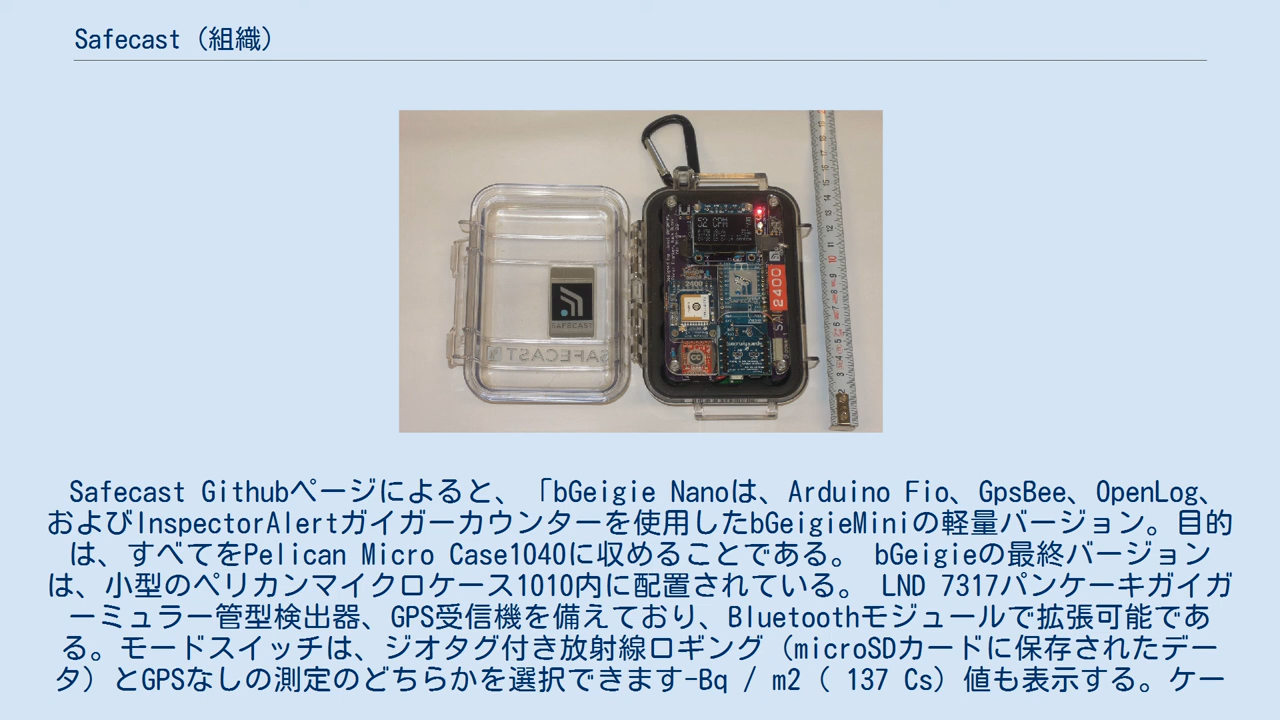 Safecast（組織）
52 CPM
2400
SAFECAST
2400
SAFECAST
SAFECAST
Safecast Githubページによると、「bGeigie Nanoは、Arduino Fio、GpsBee、OpenLog、
およびInspectorAlertガイガーカウンターを使用したbGeigieMiniの軽量バージョン。目的
は、すべてをPelican Micro Case1040に収めることである。 bGeigieの最終バージョン
は、小型のペリカンマイクロケース1010内に配置されている。 LND 7317パンケーキガイガ
ーミュラー管型検出器、GPS受信機を備えており、Bluetoothモジュールで拡張可能であ
る。モードスイッチは、ジオタグ付き放射線ロギング（microSDカードに保存されたデー
タ）とGPSなしの測定のどちらかを選択できます-Bq / m2 ( 137 Cs) 値も表示する。ケー